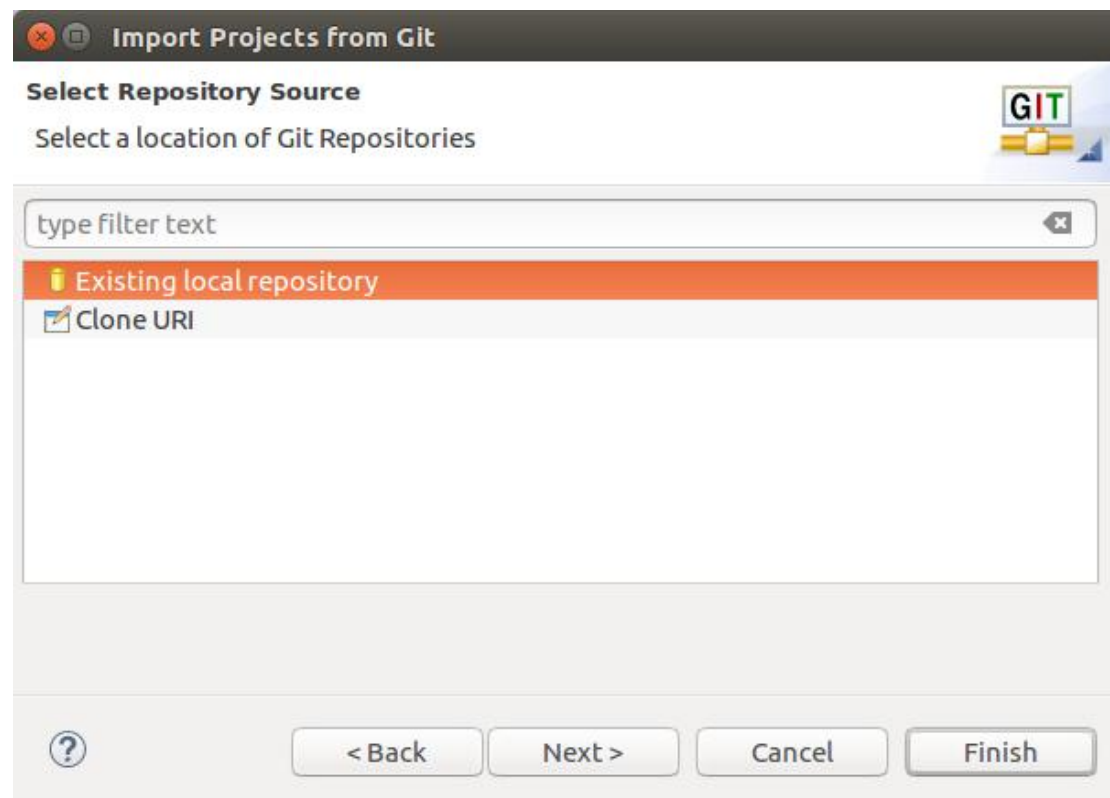 Import Projects from Git
Select Repository Source
Select a location of Git Repositories
GIT
type filter text
Existing local repository
Clone URI
?
< Back
Next >
Cancel
Finish